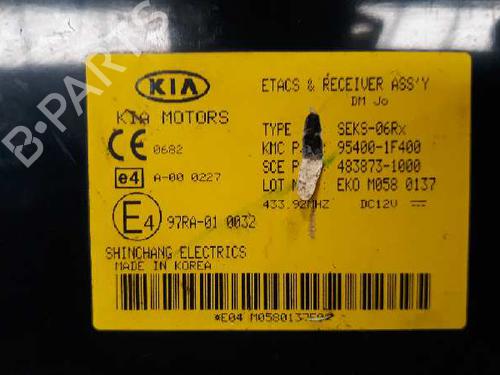 KIA
ETACS & RECEIVER ASS'Y
DM Jo
KIA MOTORS
TYPE SEKS-06Rx
CE 0682
KMC P 95400-1F400
SCE P 483873-1000
e4 A-00 0227
LOT N EKO M058 0137
433.92MHZ DC12V
E4 97RA-01 0032
SHINCHANG ELECTRICS
MADE IN KOREA
B-PARTS